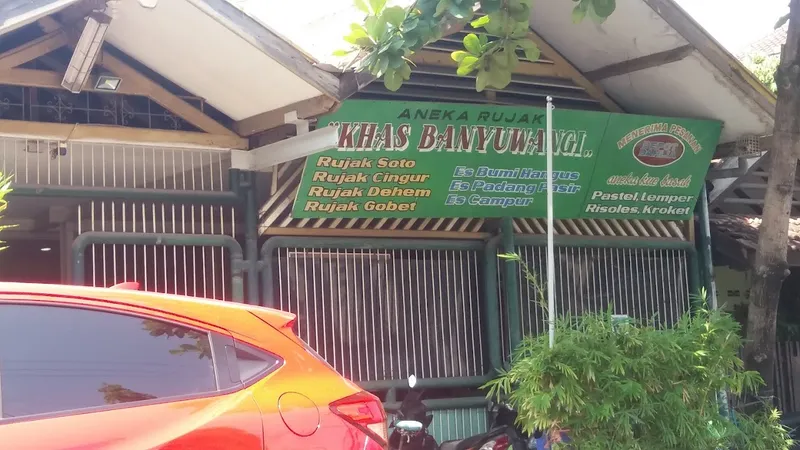 ANEKA RUJAK
"KHAS BANYUWANGI"
Rujak Soto
Rujak Cingur
Rujak Dehem
Rujak Gobet
Es Bumi Hangus
Es Padang Pasir
Es Campur
MENERIMA PESANAN
aneka kue basah
Pastel, Lemper
Risoles, Kroket